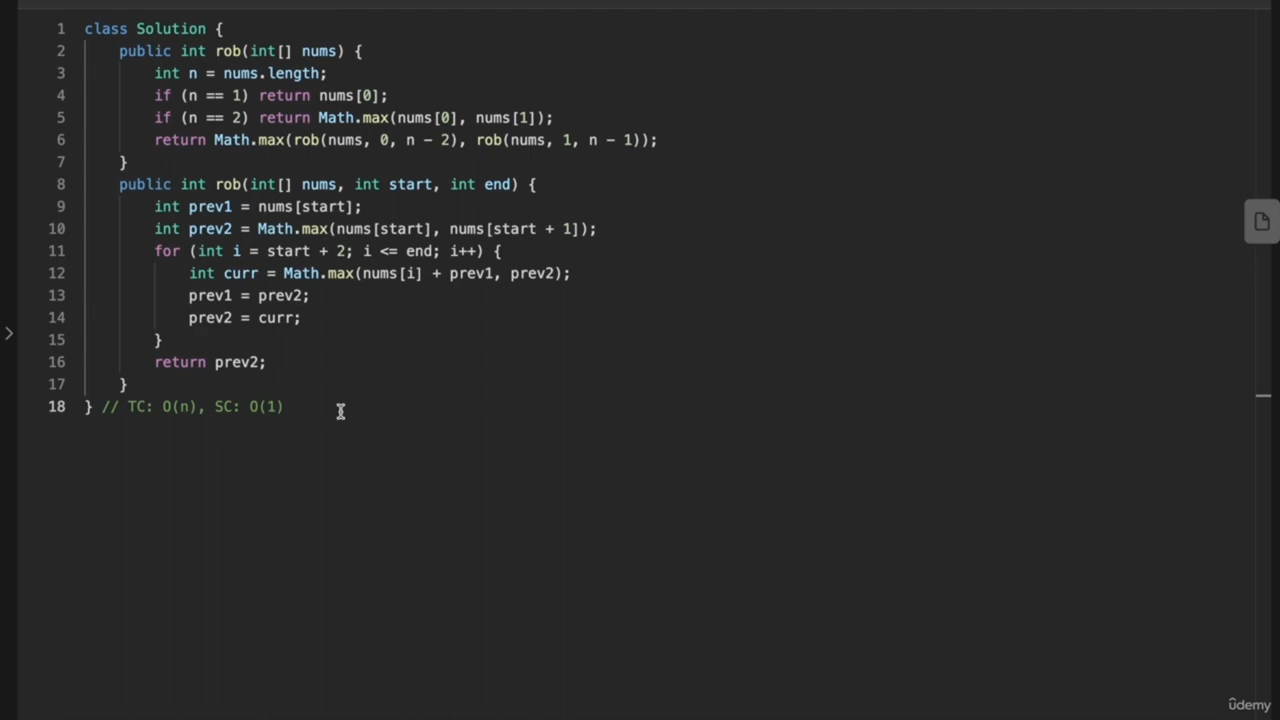 1 class Solution {
2 public int rob(int[] nums) {
3 int n = nums.length;
4 if (n == 1) return nums[0];
5 if (n == 2) return Math.max(nums[0], nums[1]);
6 return Math.max(rob(nums, 0, n - 2), rob(nums, 1, n - 1));
7 }
8 public int rob(int[] nums, int start, int end) {
9 int prev1 = nums[start];
10 int prev2 = Math.max(nums[start], nums[start + 1]);
11 for (int i = start + 2; i <= end; i++) {
12 int curr = Math.max(nums[i] + prev1, prev2);
13 prev1 = prev2;
14 prev2 = curr;
15 }
16 return prev2;
17 }
18 } // TC: O(n), SC: O(1)
ûdemy